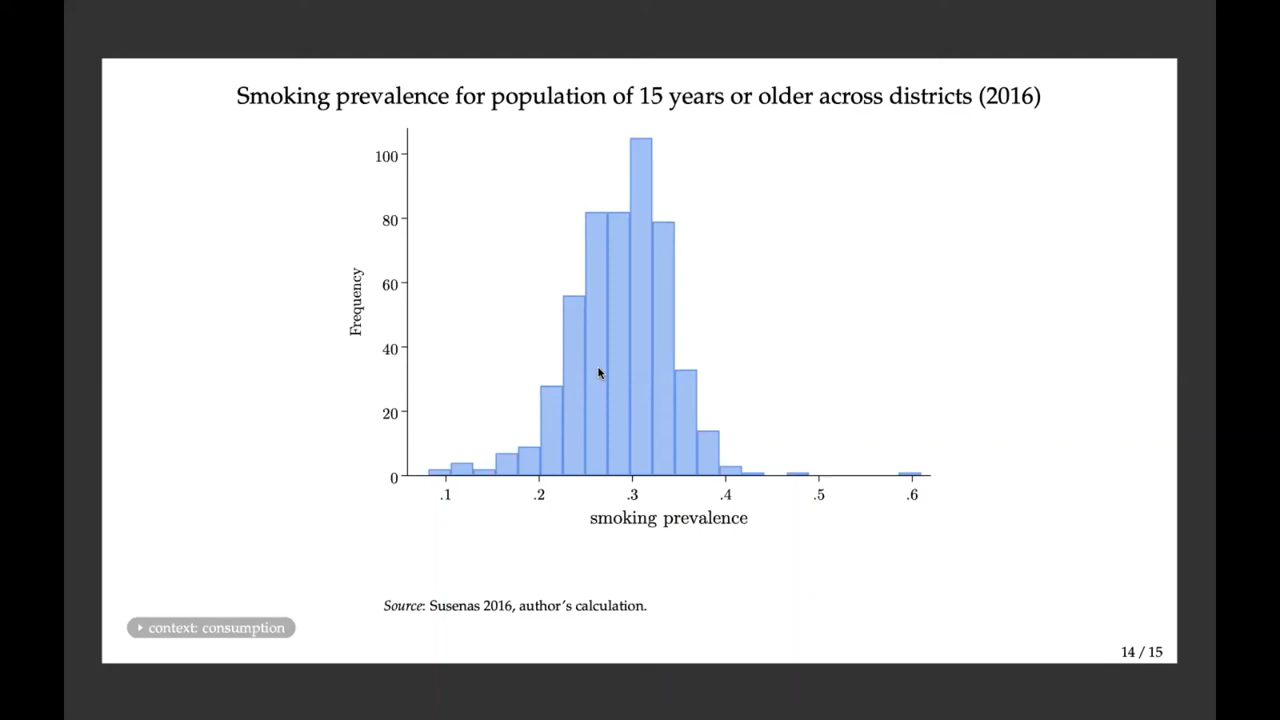 Smoking prevalence for population of 15 years or older across districts (2016)
100
80
60
40
20
0
Frequency
.1 .2 .3 .4 .5 .6
smoking prevalence
Source: Susenas 2016, author's calculation.
context: consumption
14 / 15